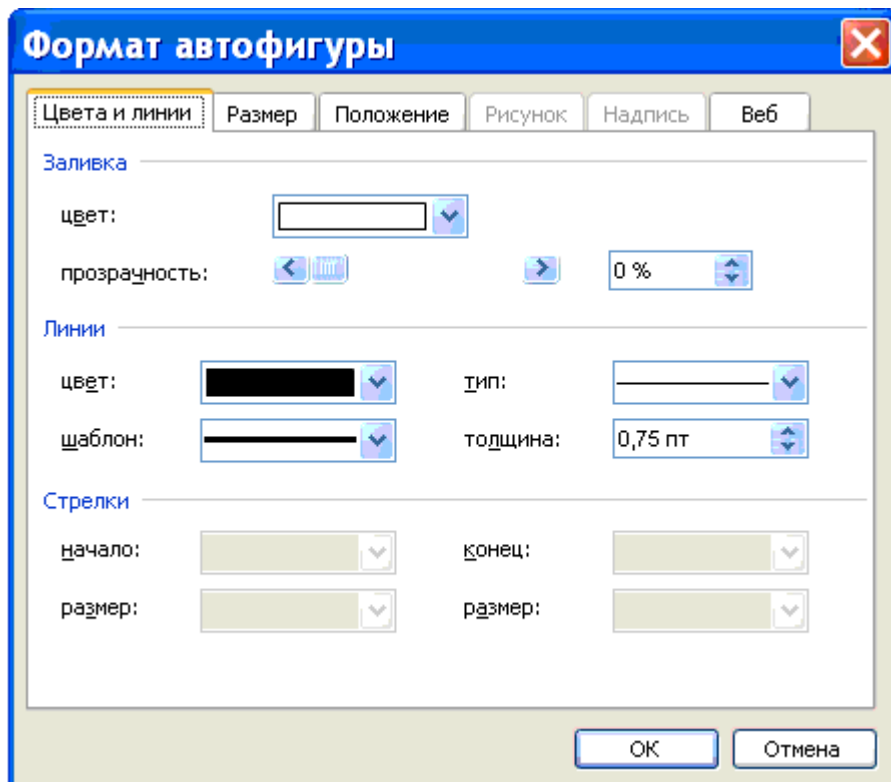 Формат автофигуры
Цвета и линии Размер Положение Рисунок Надпись Веб
Заливка
цвет:
прозрачность: 0 %
Линии
цвет: тип:
шаблон: толщина: 0,75 пт
Стрелки
начало: конец:
размер: размер:
ОК Отмена